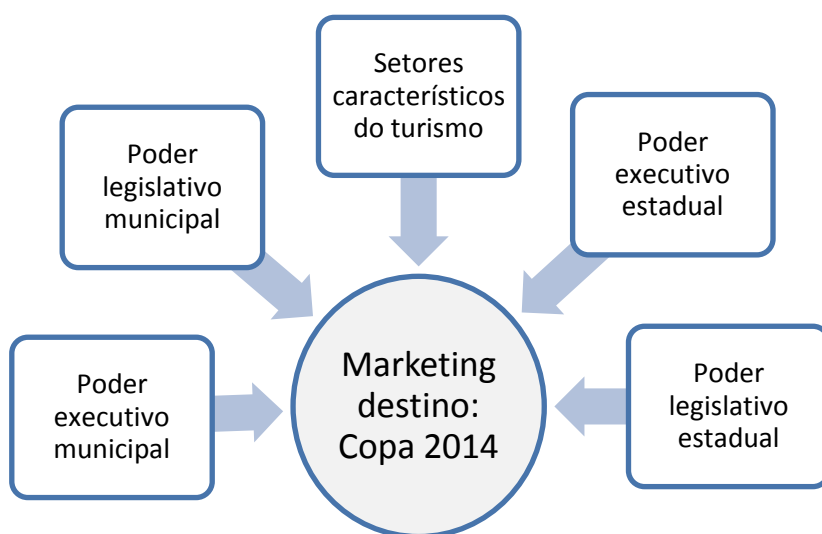 Setores
característicos
do turismo
Poder
legislativo
municipal
Poder
executivo
estadual
Poder
executivo
municipal
Marketing
destino:
Copa 2014
Poder
legislativo
estadual